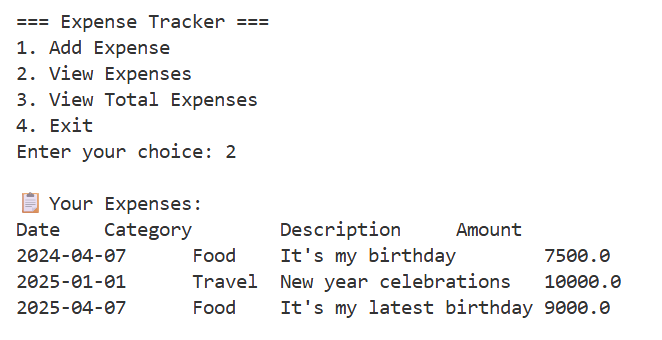 === Expense Tracker ===
1. Add Expense
2. View Expenses
3. View Total Expenses
4. Exit
Enter your choice: 2
📋 Your Expenses:
Date Category Description Amount
2024-04-07 Food It's my birthday 7500.0
2025-01-01 Travel New year celebrations 10000.0
2025-04-07 Food It's my latest birthday 9000.0